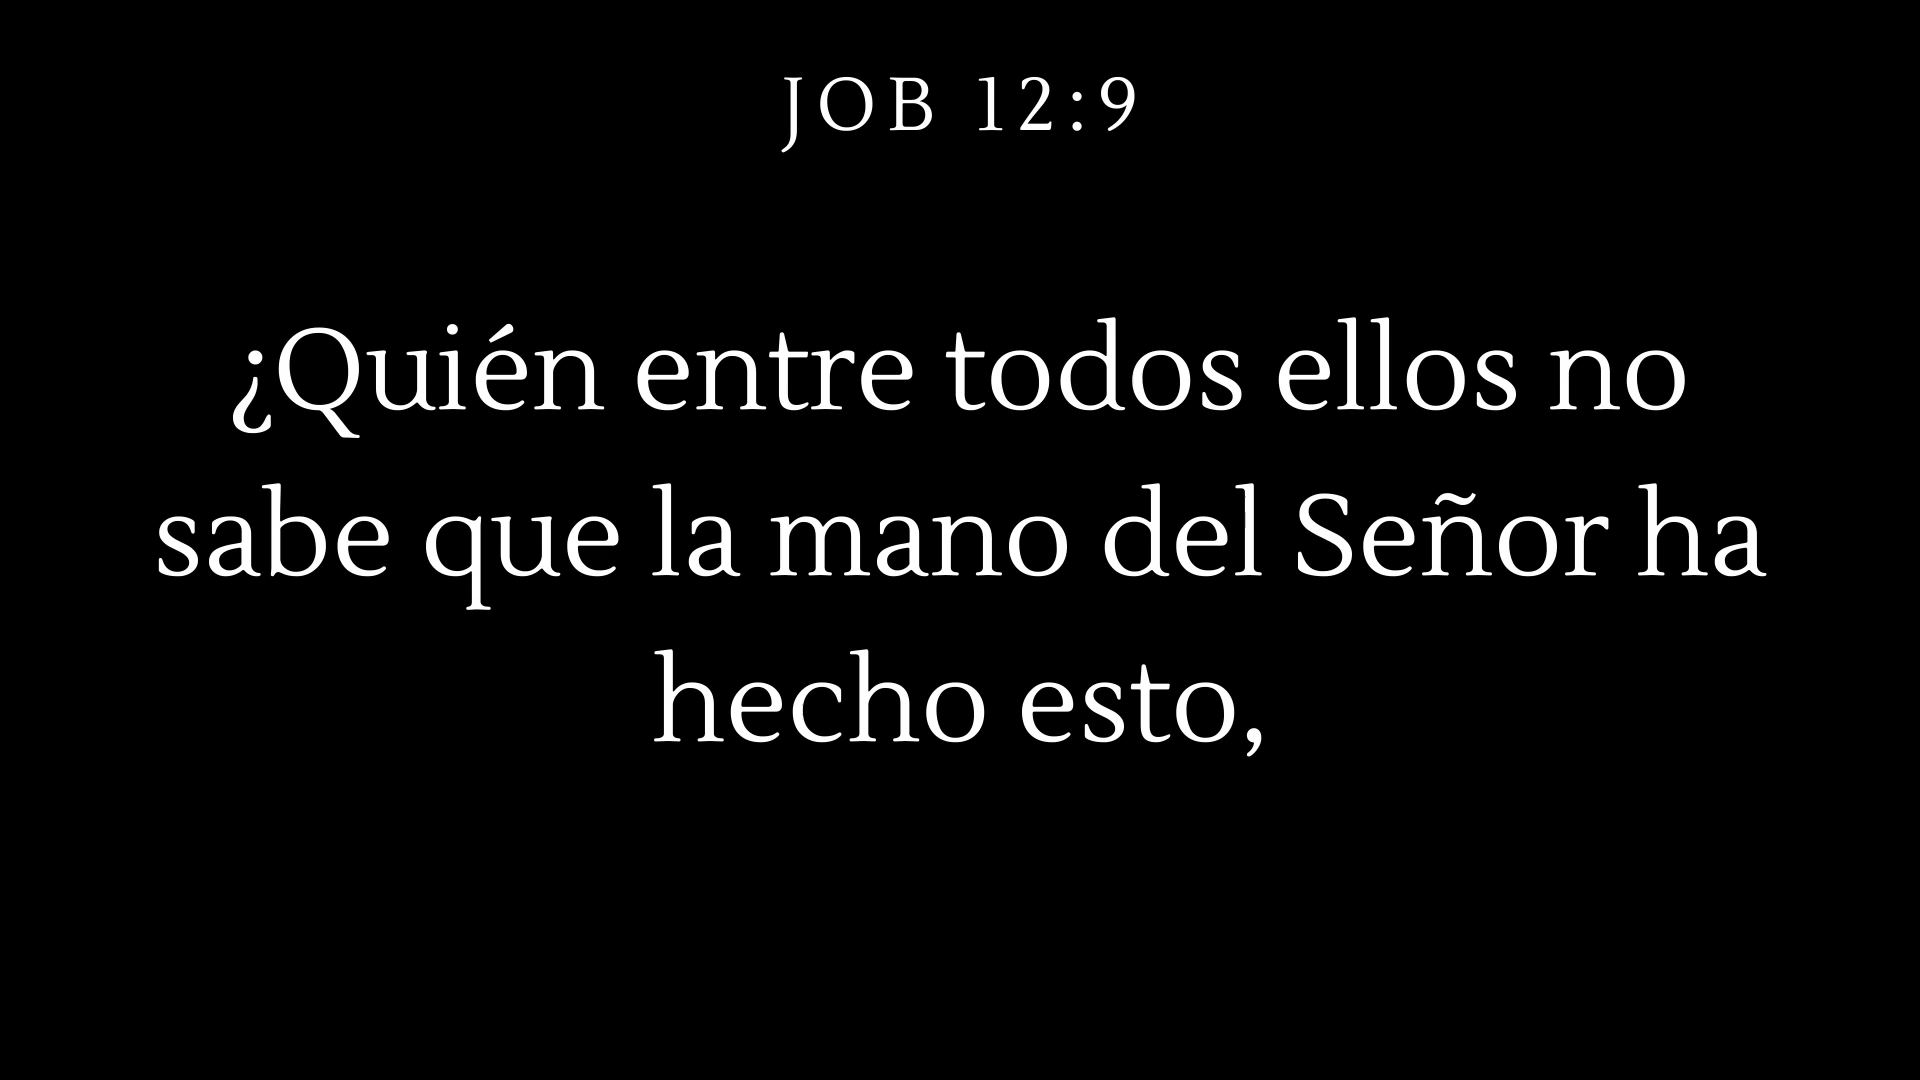 JOB 12:9
¿Quién entre todos ellos no
sabe que la mano del Señor ha
hecho esto,